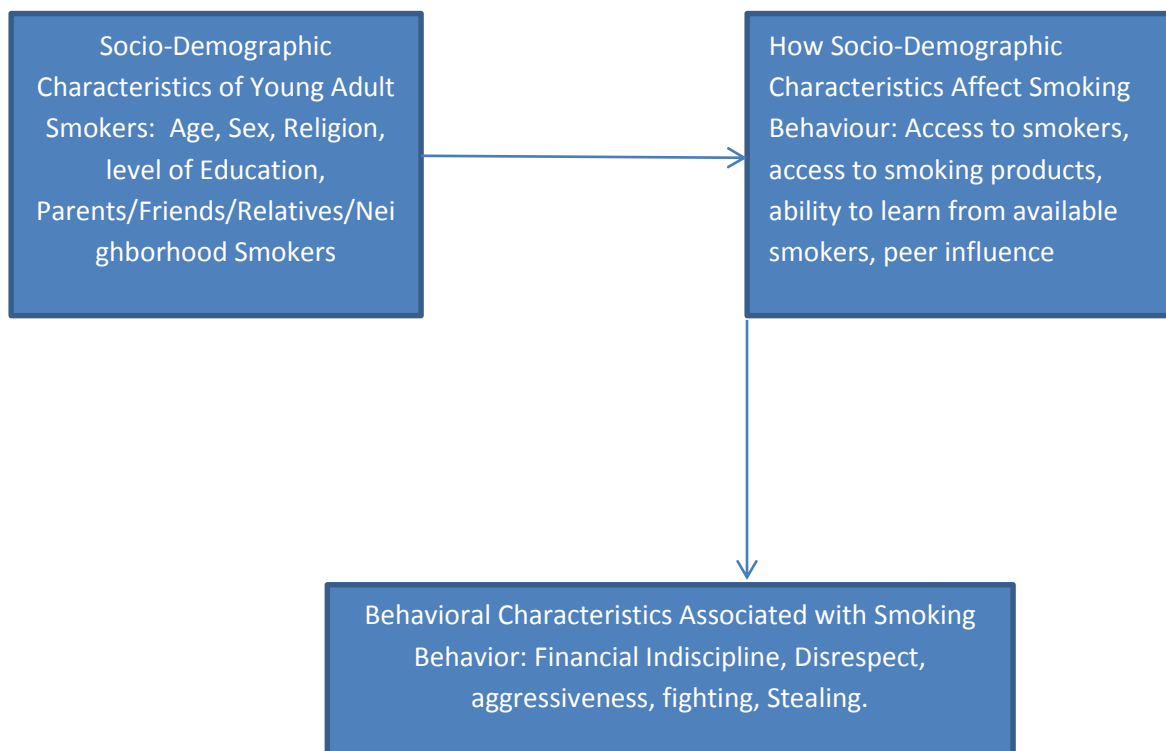 Socio-Demographic
Characteristics of Young Adult
Smokers:  Age, Sex, Religion,
level of Education,
Parents/Friends/Relatives/Nei
ghborhood Smokers
How Socio-Demographic
Characteristics Affect Smoking
Behaviour: Access to smokers,
access to smoking products,
ability to learn from available
smokers, peer influence
Behavioral Characteristics Associated with Smoking
Behavior: Financial Indiscipline, Disrespect,
aggressiveness, fighting, Stealing.